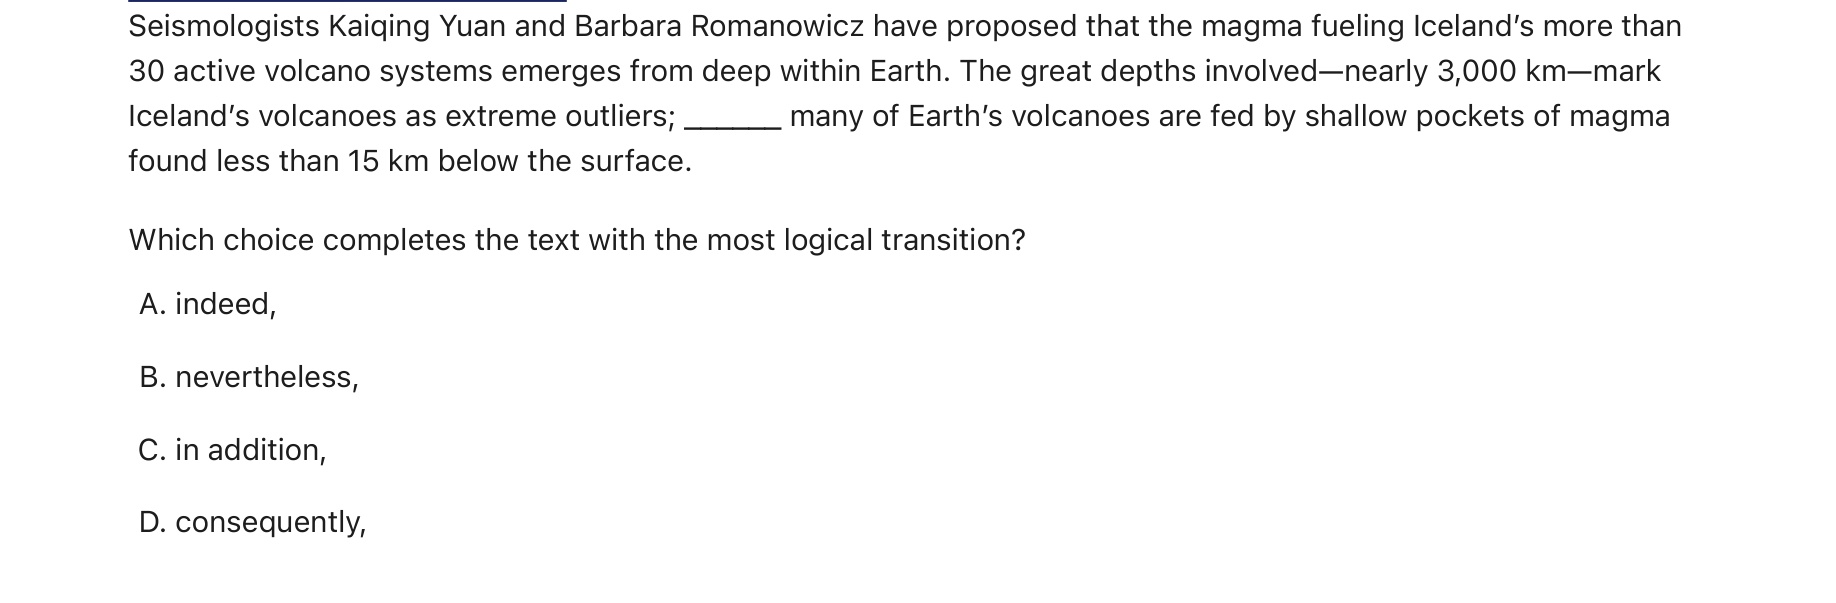 Seismologists Kaiqing Yuan and Barbara Romanowicz have proposed that the magma fueling Iceland’s more than
30 active volcano systems emerges from deep within Earth. The great depths involved—nearly 3,000 km—mark
Iceland’s volcanoes as extreme outliers; ______ many of Earth’s volcanoes are fed by shallow pockets of magma
found less than 15 km below the surface.
Which choice completes the text with the most logical transition?
A. indeed,
B. nevertheless,
C. in addition,
D. consequently,